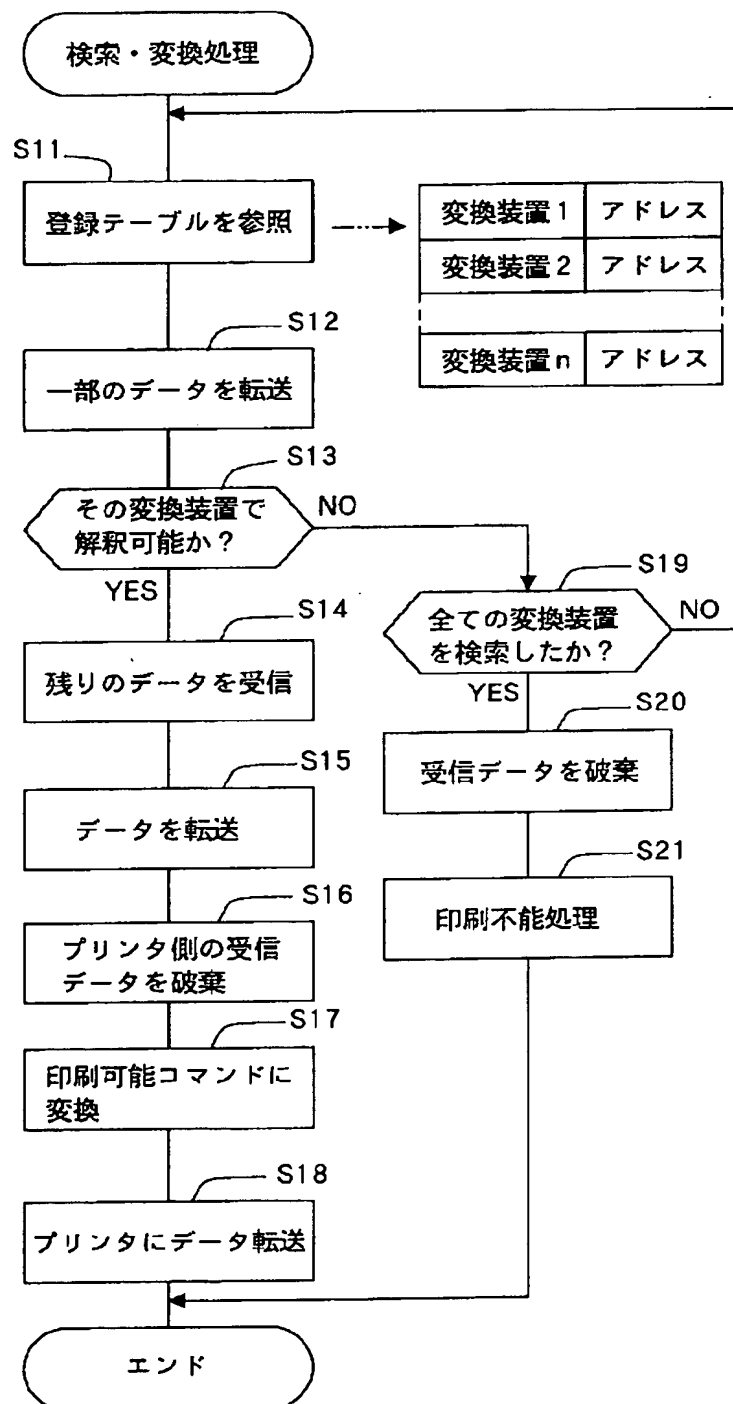 検索・変換処理
S11
登録テーブルを参照
変換装置1 アドレス
変換装置2 アドレス
変換装置n アドレス
S12
一部のデータを転送
S13
その変換装置で
解釈可能か？
NO
YES
S14
残りのデータを受信
S15
データを転送
S16
プリンタ側の受信
データを破棄
S17
印刷可能コマンドに
変換
S18
プリンタにデータ転送
S19
全ての変換装置
を検索したか？
NO
YES
S20
受信データを破棄
S21
印刷不能処理
エンド